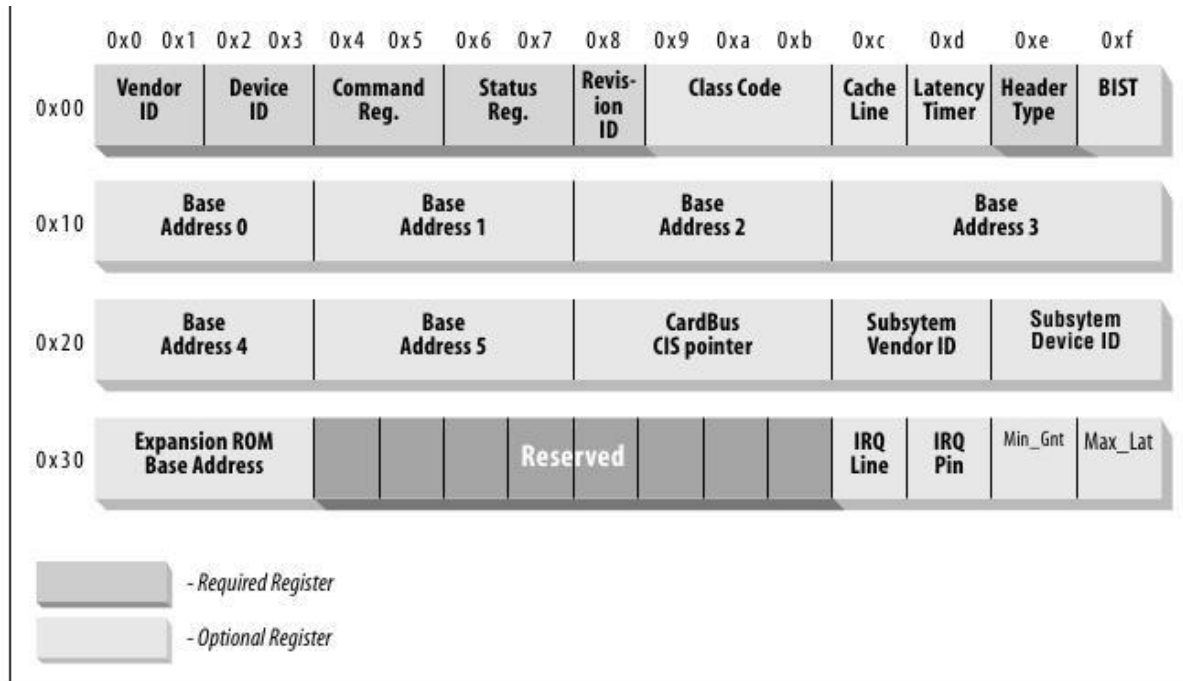 0x0 0x1 0x2 0x3 0x4 0x5 0x6 0x7 0x8 0x9 0xa 0xb 0xc 0xd 0xe 0xf
0x00
Vendor
ID
Device
ID
Command
Reg.
Status
Reg.
Revis-
ion
ID
Class Code
Cache
Line
Latency
Timer
Header
Type
BIST
0x10
Base
Address 0
Base
Address 1
Base
Address 2
Base
Address 3
0x20
Base
Address 4
Base
Address 5
CardBus
CIS pointer
Subsytem
Vendor ID
Subsytem
Device ID
0x30
Expansion ROM
Base Address
Reserved
IRQ
Line
IRQ
Pin
Min_Gnt
Max_Lat
- Required Register
- Optional Register